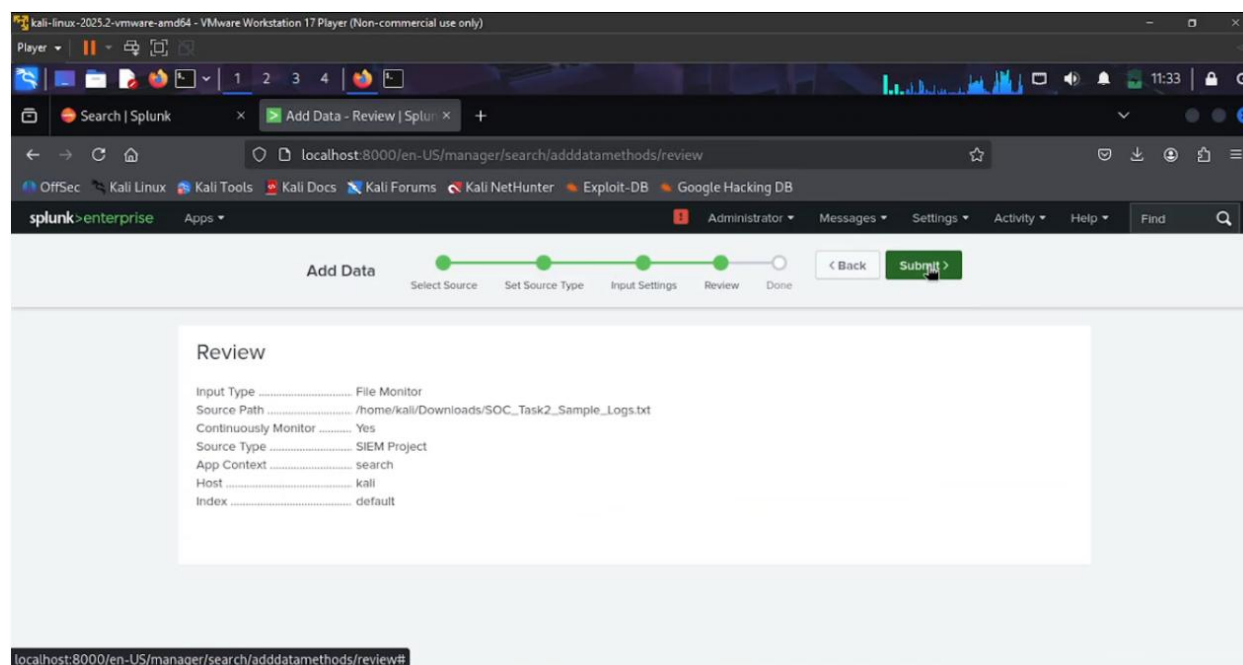 kali-linux-2025.2-vmware-amd64 - VMware Workstation 17 Player (Non-commercial use only)
Player
1 2 3 4 11:33
Search | Splunk Add Data - Review | Splun
localhost:8000/en-US/manager/search/adddatamethods/review
OffSec Kali Linux Kali Tools Kali Docs Kali Forums Kali NetHunter Exploit-DB Google Hacking DB
splunk>enterprise Apps Administrator Messages Settings Activity Help Find
Add Data Select Source Set Source Type Input Settings Review Done < Back Submit >
Review
Input Type File Monitor
Source Path /home/kali/Downloads/SOC_Task2_Sample_Logs.txt
Continuously Monitor Yes
Source Type SIEM Project
App Context search
Host kali
Index default
localhost:8000/en-US/manager/search/adddatamethods/review#